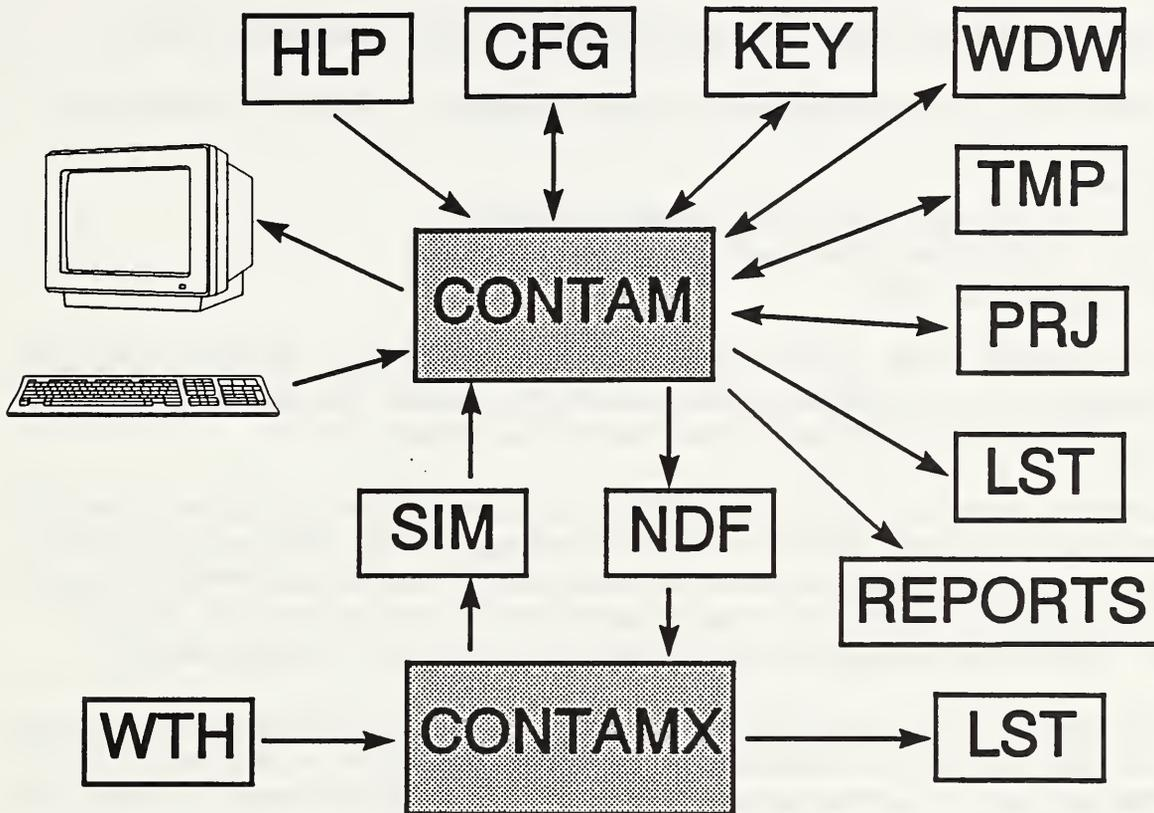 HLP
CFG
KEY
WDW
TMP
CONTAM
PRJ
LST
SIM
NDF
REPORTS
WTH
CONTAMX
LST